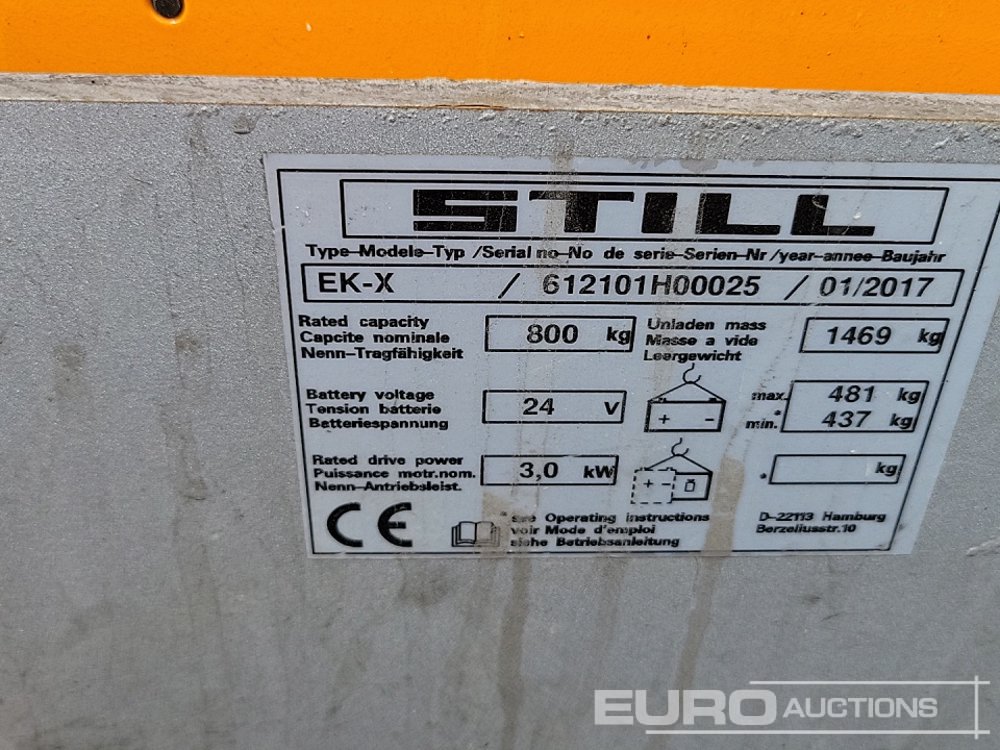 STILL
Type-Modele-Typ /Serial no-No de serie-Serien-Nr /year-annee-Baujahr
EK-X / 612101H00025 / 01/2017
Rated capacity
Capcite nominale
Nenn-Tragfähigkeit
800 kg
Unladen mass
Masse a vide
Leergewicht
1469 kg
Battery voltage
Tension batterie
Batteriespannung
24 V
+ -
max. 481 kg
min.* 437 kg
Rated drive power
Puissance motr.nom.
Nenn-Antriebsleist.
3,0 kW
+ -
* kg
CE
* see Operating instructions
voir Mode d'emploi
siehe Betriebsanleitung
D-22113 Hamburg
Berzeliusstr.10
EURO AUCTIONS